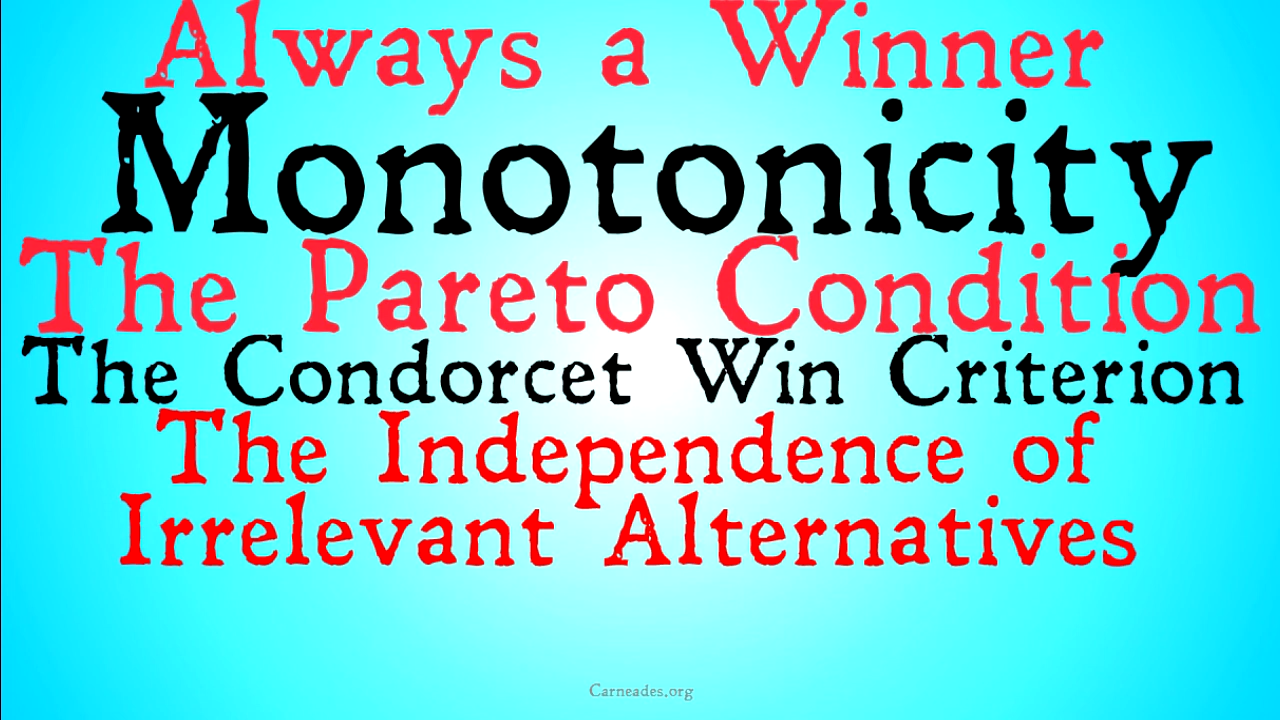 Always a Winner
Monotonicity
The Pareto Condition
The Condorcet Win Criterion
The Independence of
Irrelevant Alternatives
Carneades.org